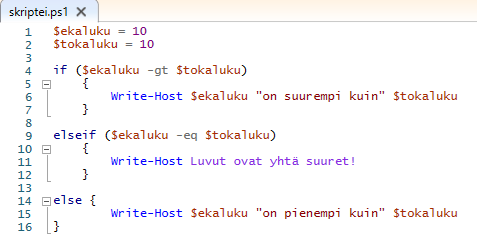 skriptei.ps1
1 $ekaluku = 10
2 $tokaluku = 10
3
4 if ($ekaluku -gt $tokaluku)
5 {
6 Write-Host $ekaluku "on suurempi kuin" $tokaluku
7 }
8
9 elseif ($ekaluku -eq $tokaluku)
10 {
11 Write-Host Luvut ovat yhtä suuret!
12 }
13
14 else {
15 Write-Host $ekaluku "on pienempi kuin" $tokaluku
16 }